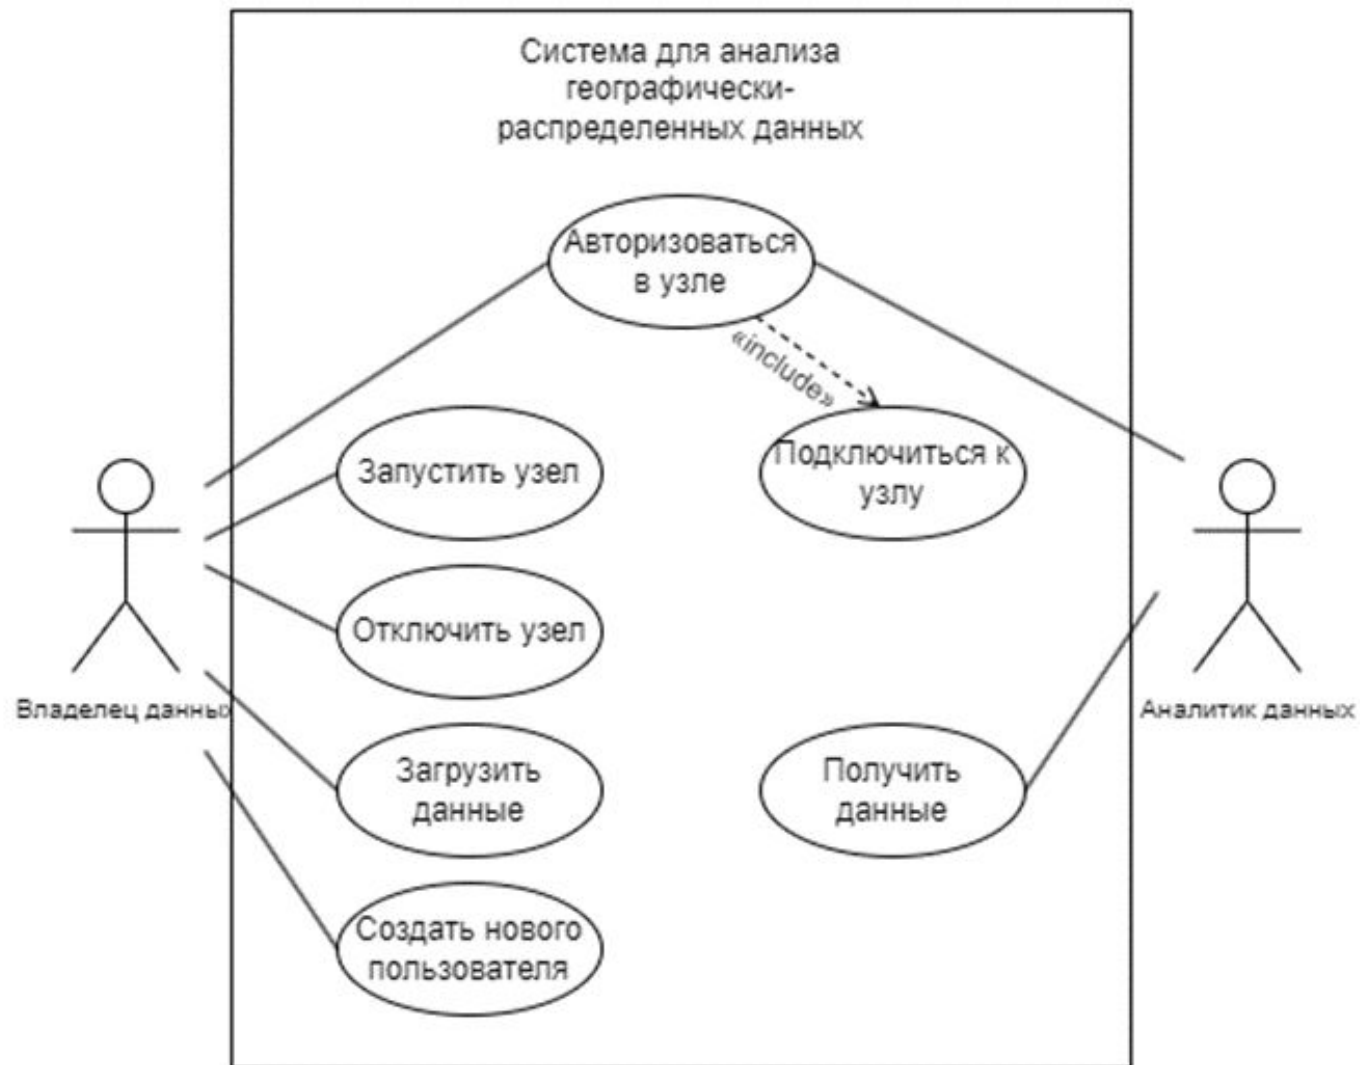 Система для анализа
географически-
распределенных данных
Авторизоваться
в узле
«include»
Запустить узел
Подключиться к
узлу
Отключить узел
Владелец данных
Аналитик данных
Загрузить
данные
Получить
данные
Создать нового
пользователя